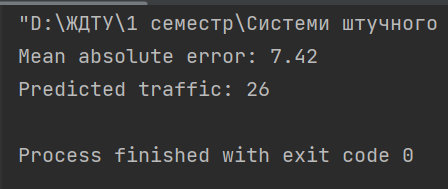 "D:\ЖДТУ\1 семестр\Системи штучного
Mean absolute error: 7.42
Predicted traffic: 26
Process finished with exit code 0